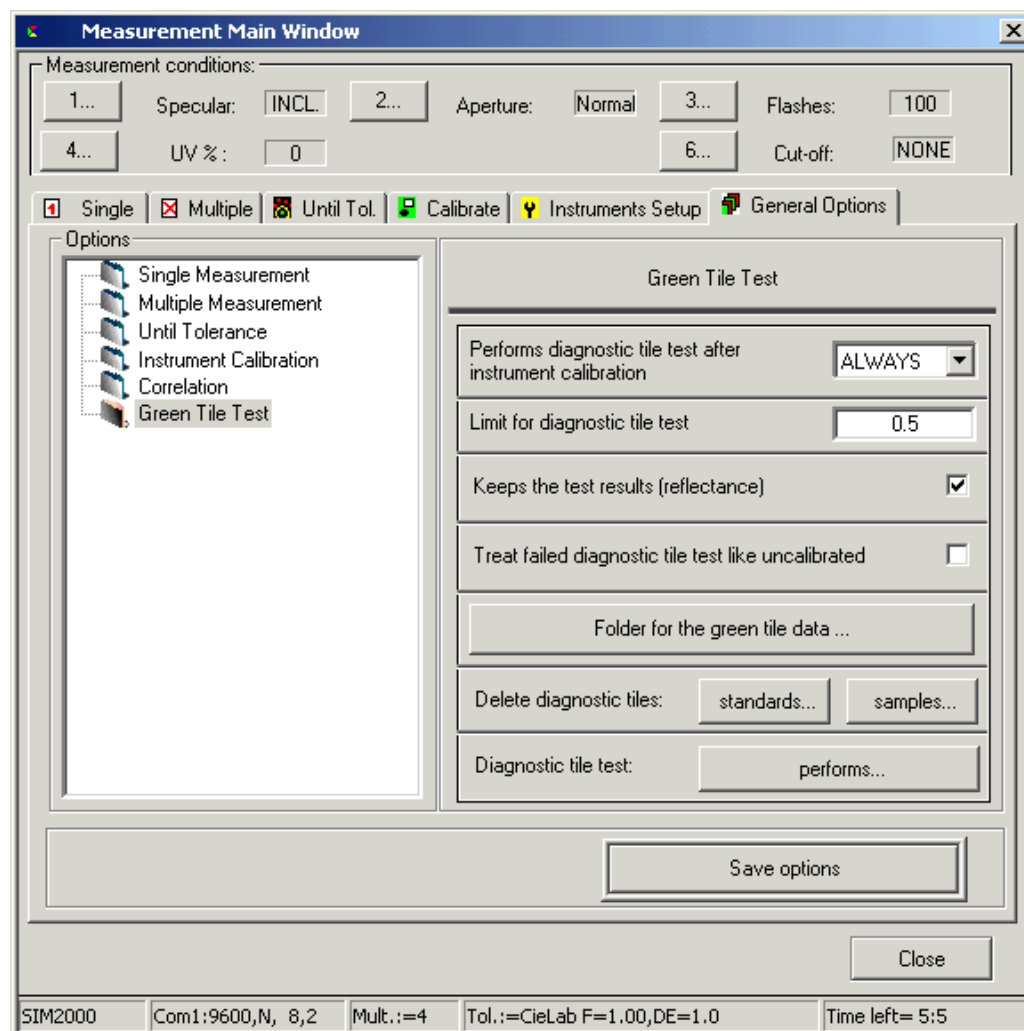 Measurement Main Window
Measurement conditions:
1... Specular: INCL. 2... Aperture: Normal 3... Flashes: 100
4... UV % : 0 6... Cut-off: NONE
1 Single Multiple Until Tol. Calibrate Instruments Setup General Options
Options
Single Measurement
Multiple Measurement
Until Tolerance
Instrument Calibration
Correlation
Green Tile Test
Green Tile Test
Performs diagnostic tile test after
instrument calibration
ALWAYS
Limit for diagnostic tile test 0.5
Keeps the test results (reflectance)
Treat failed diagnostic tile test like uncalibrated
Folder for the green tile data ...
Delete diagnostic tiles: standards... samples...
Diagnostic tile test: performs...
Save options
Close
SIM2000 Com1:9600,N, 8,2 Mult.:=4 Tol.:=CieLab F=1.00,DE=1.0 Time left= 5:5